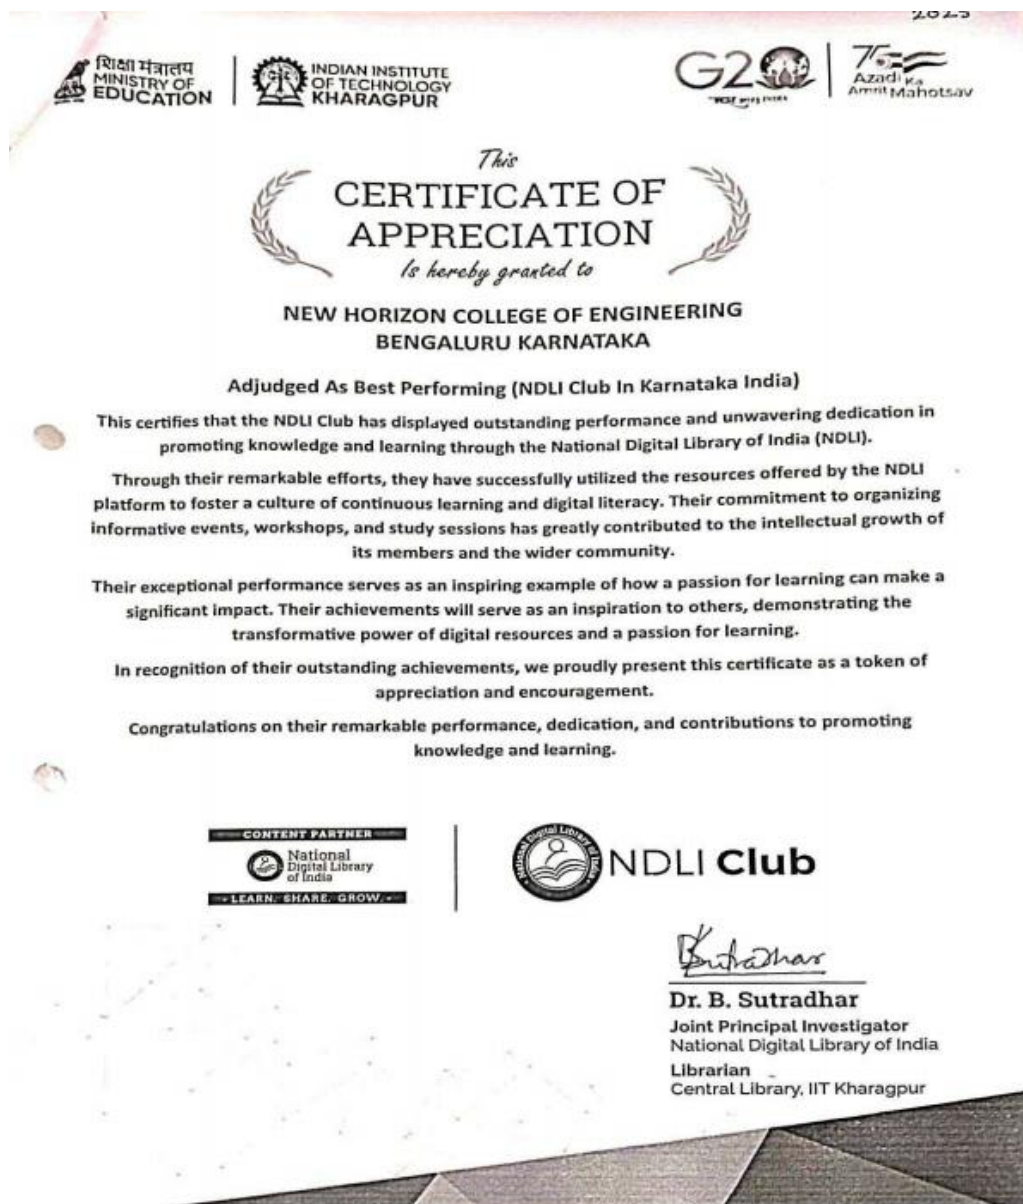 2023
शिक्षा मंत्रालय
MINISTRY OF
EDUCATION
INDIAN INSTITUTE
OF TECHNOLOGY
KHARAGPUR
G20
75
Azadi Ka
Amrit Mahotsav
This
CERTIFICATE OF
APPRECIATION
Is hereby granted to
NEW HORIZON COLLEGE OF ENGINEERING
BENGALURU KARNATAKA
Adjudged As Best Performing (NDLI Club In Karnataka India)
This certifies that the NDLI Club has displayed outstanding performance and unwavering dedication in
promoting knowledge and learning through the National Digital Library of India (NDLI).
Through their remarkable efforts, they have successfully utilized the resources offered by the NDLI
platform to foster a culture of continuous learning and digital literacy. Their commitment to organizing
informative events, workshops, and study sessions has greatly contributed to the intellectual growth of
its members and the wider community.
Their exceptional performance serves as an inspiring example of how a passion for learning can make a
significant impact. Their achievements will serve as an inspiration to others, demonstrating the
transformative power of digital resources and a passion for learning.
In recognition of their outstanding achievements, we proudly present this certificate as a token of
appreciation and encouragement.
Congratulations on their remarkable performance, dedication, and contributions to promoting
knowledge and learning.
CONTENT PARTNER
National
Digital Library
of India
LEARN. SHARE. GROW.
National Digital Library of India
NDLI Club
BSutradhar
Dr. B. Sutradhar
Joint Principal Investigator
National Digital Library of India
Librarian
Central Library, IIT Kharagpur